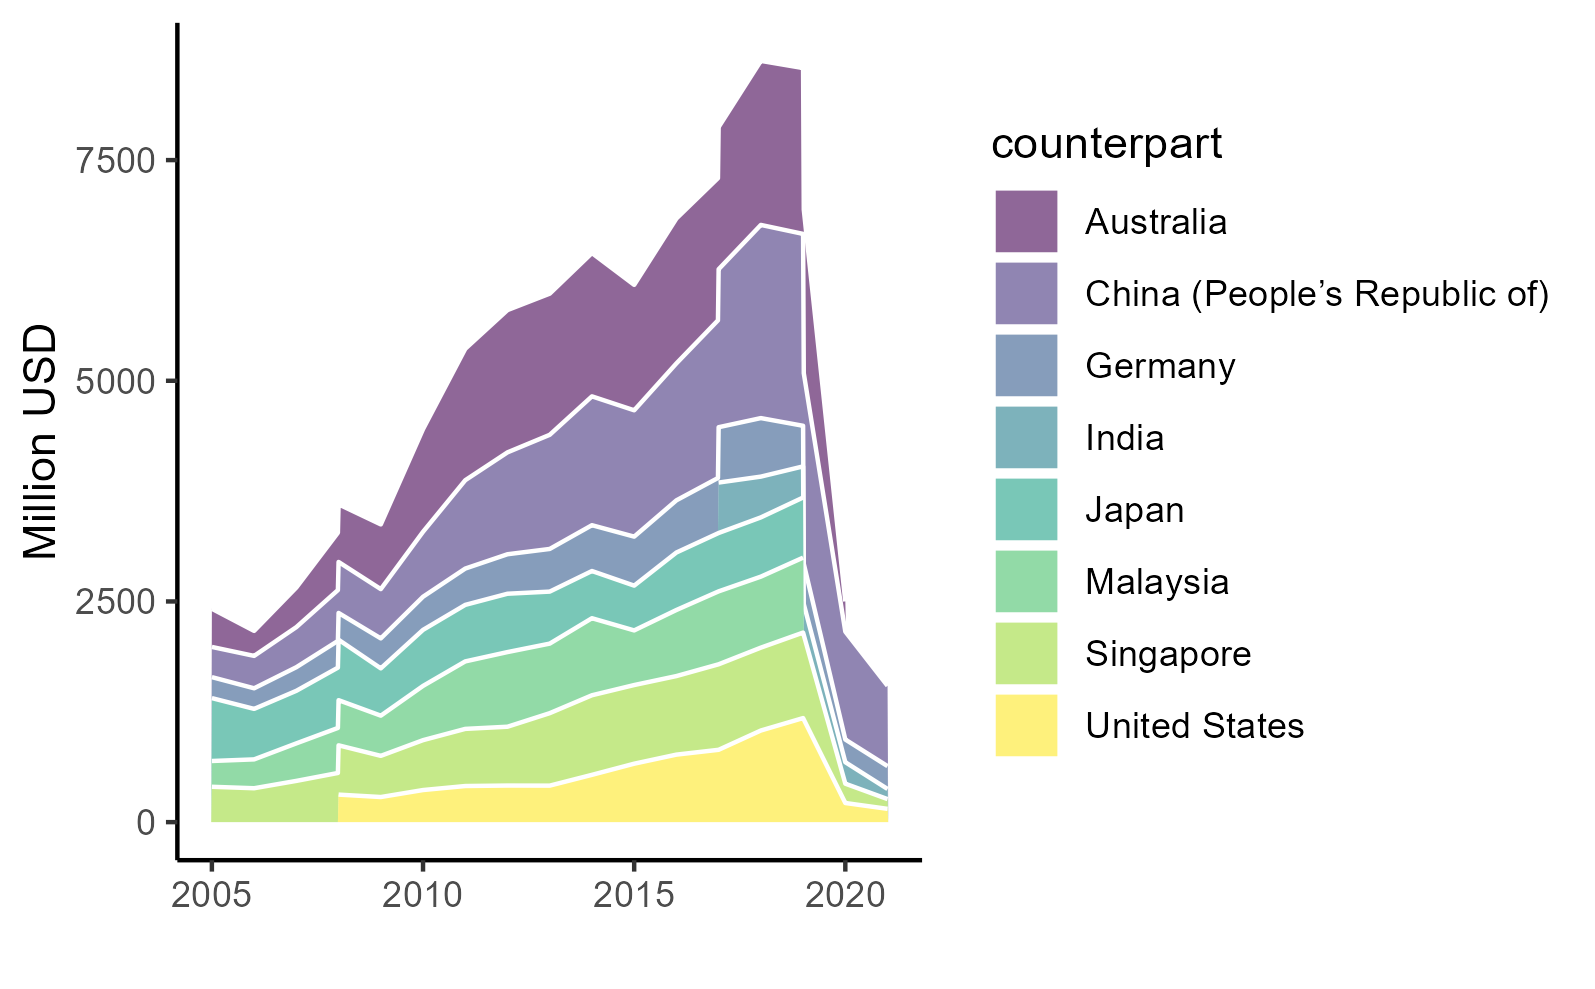 Million USD
7500
5000
2500
0
2005
2010
2015
2020
counterpart
Australia
China (People’s Republic of)
Germany
India
Japan
Malaysia
Singapore
United States